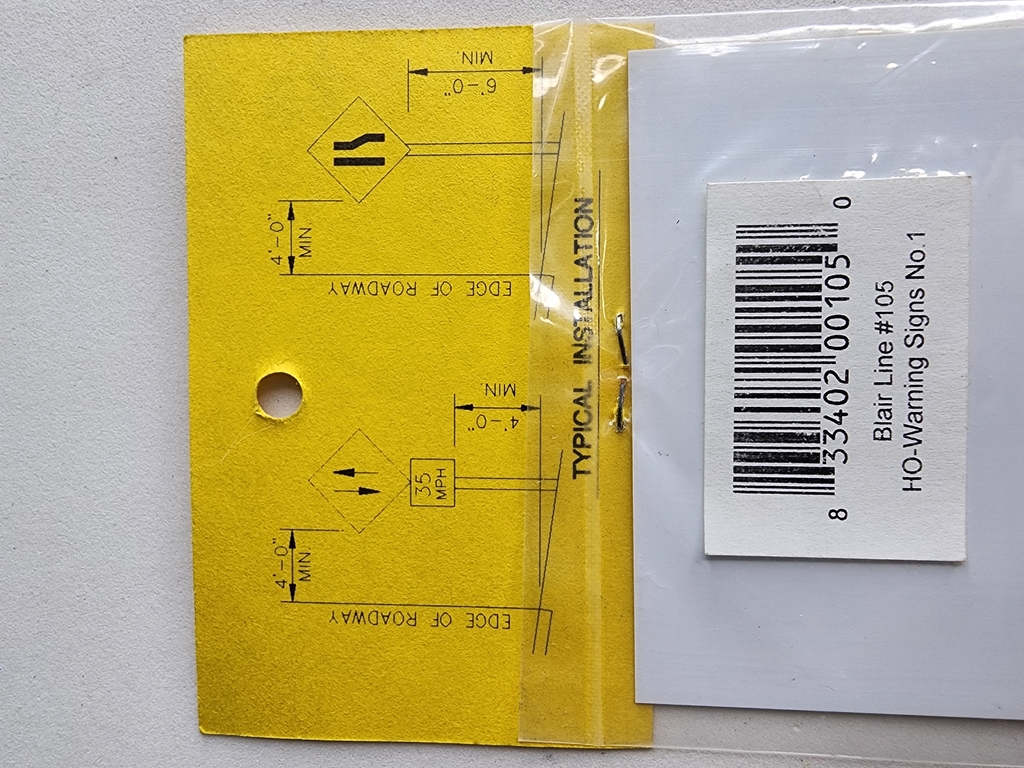 4'-0"
MIN.
EDGE OF ROADWAY
35
MPH
4'-0"
MIN.
4'-0"
MIN.
EDGE OF ROADWAY
6'-0"
MIN.
TYPICAL INSTALLATION
8 33402 00105 0
Blair Line #105
HO-Warning Signs No.1